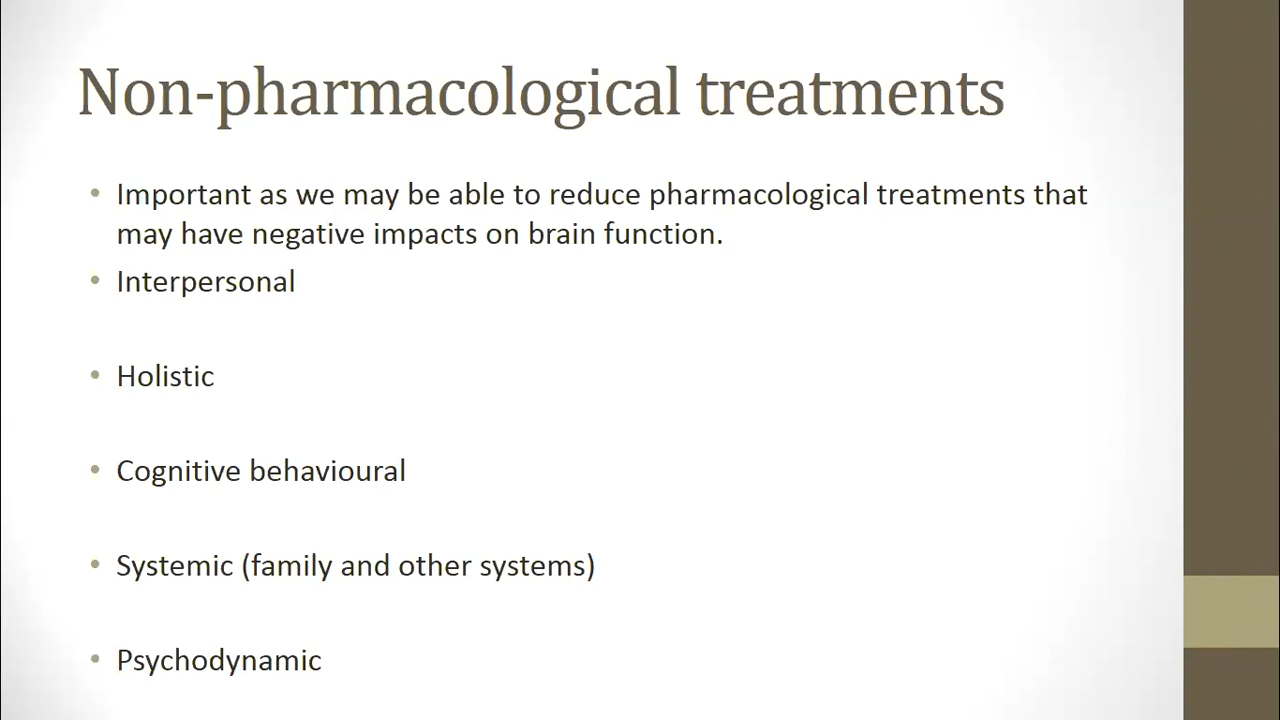 Non-pharmacological treatments
• Important as we may be able to reduce pharmacological treatments that
may have negative impacts on brain function.
• Interpersonal
• Holistic
• Cognitive behavioural
• Systemic (family and other systems)
• Psychodynamic